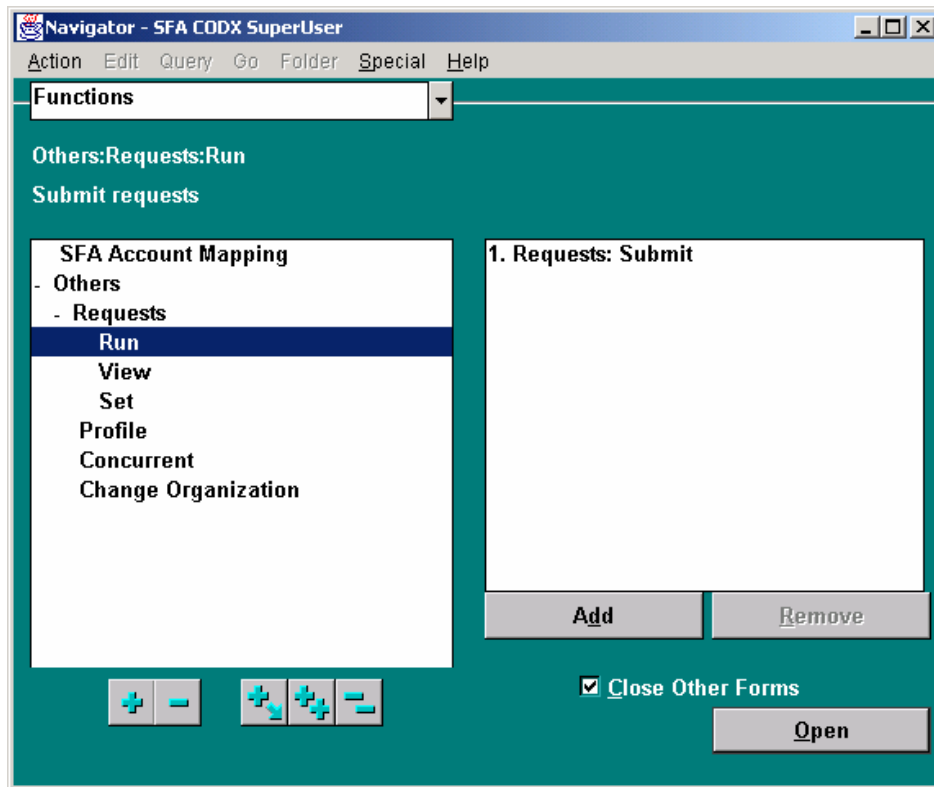 Navigator - SFA CODX SuperUser
Action Edit Query Go Folder Special Help
Functions
Others:Requests:Run
Submit requests
SFA Account Mapping
- Others
- Requests
Run
View
Set
Profile
Concurrent
Change Organization
1. Requests: Submit
Add Remove
Close Other Forms
Open